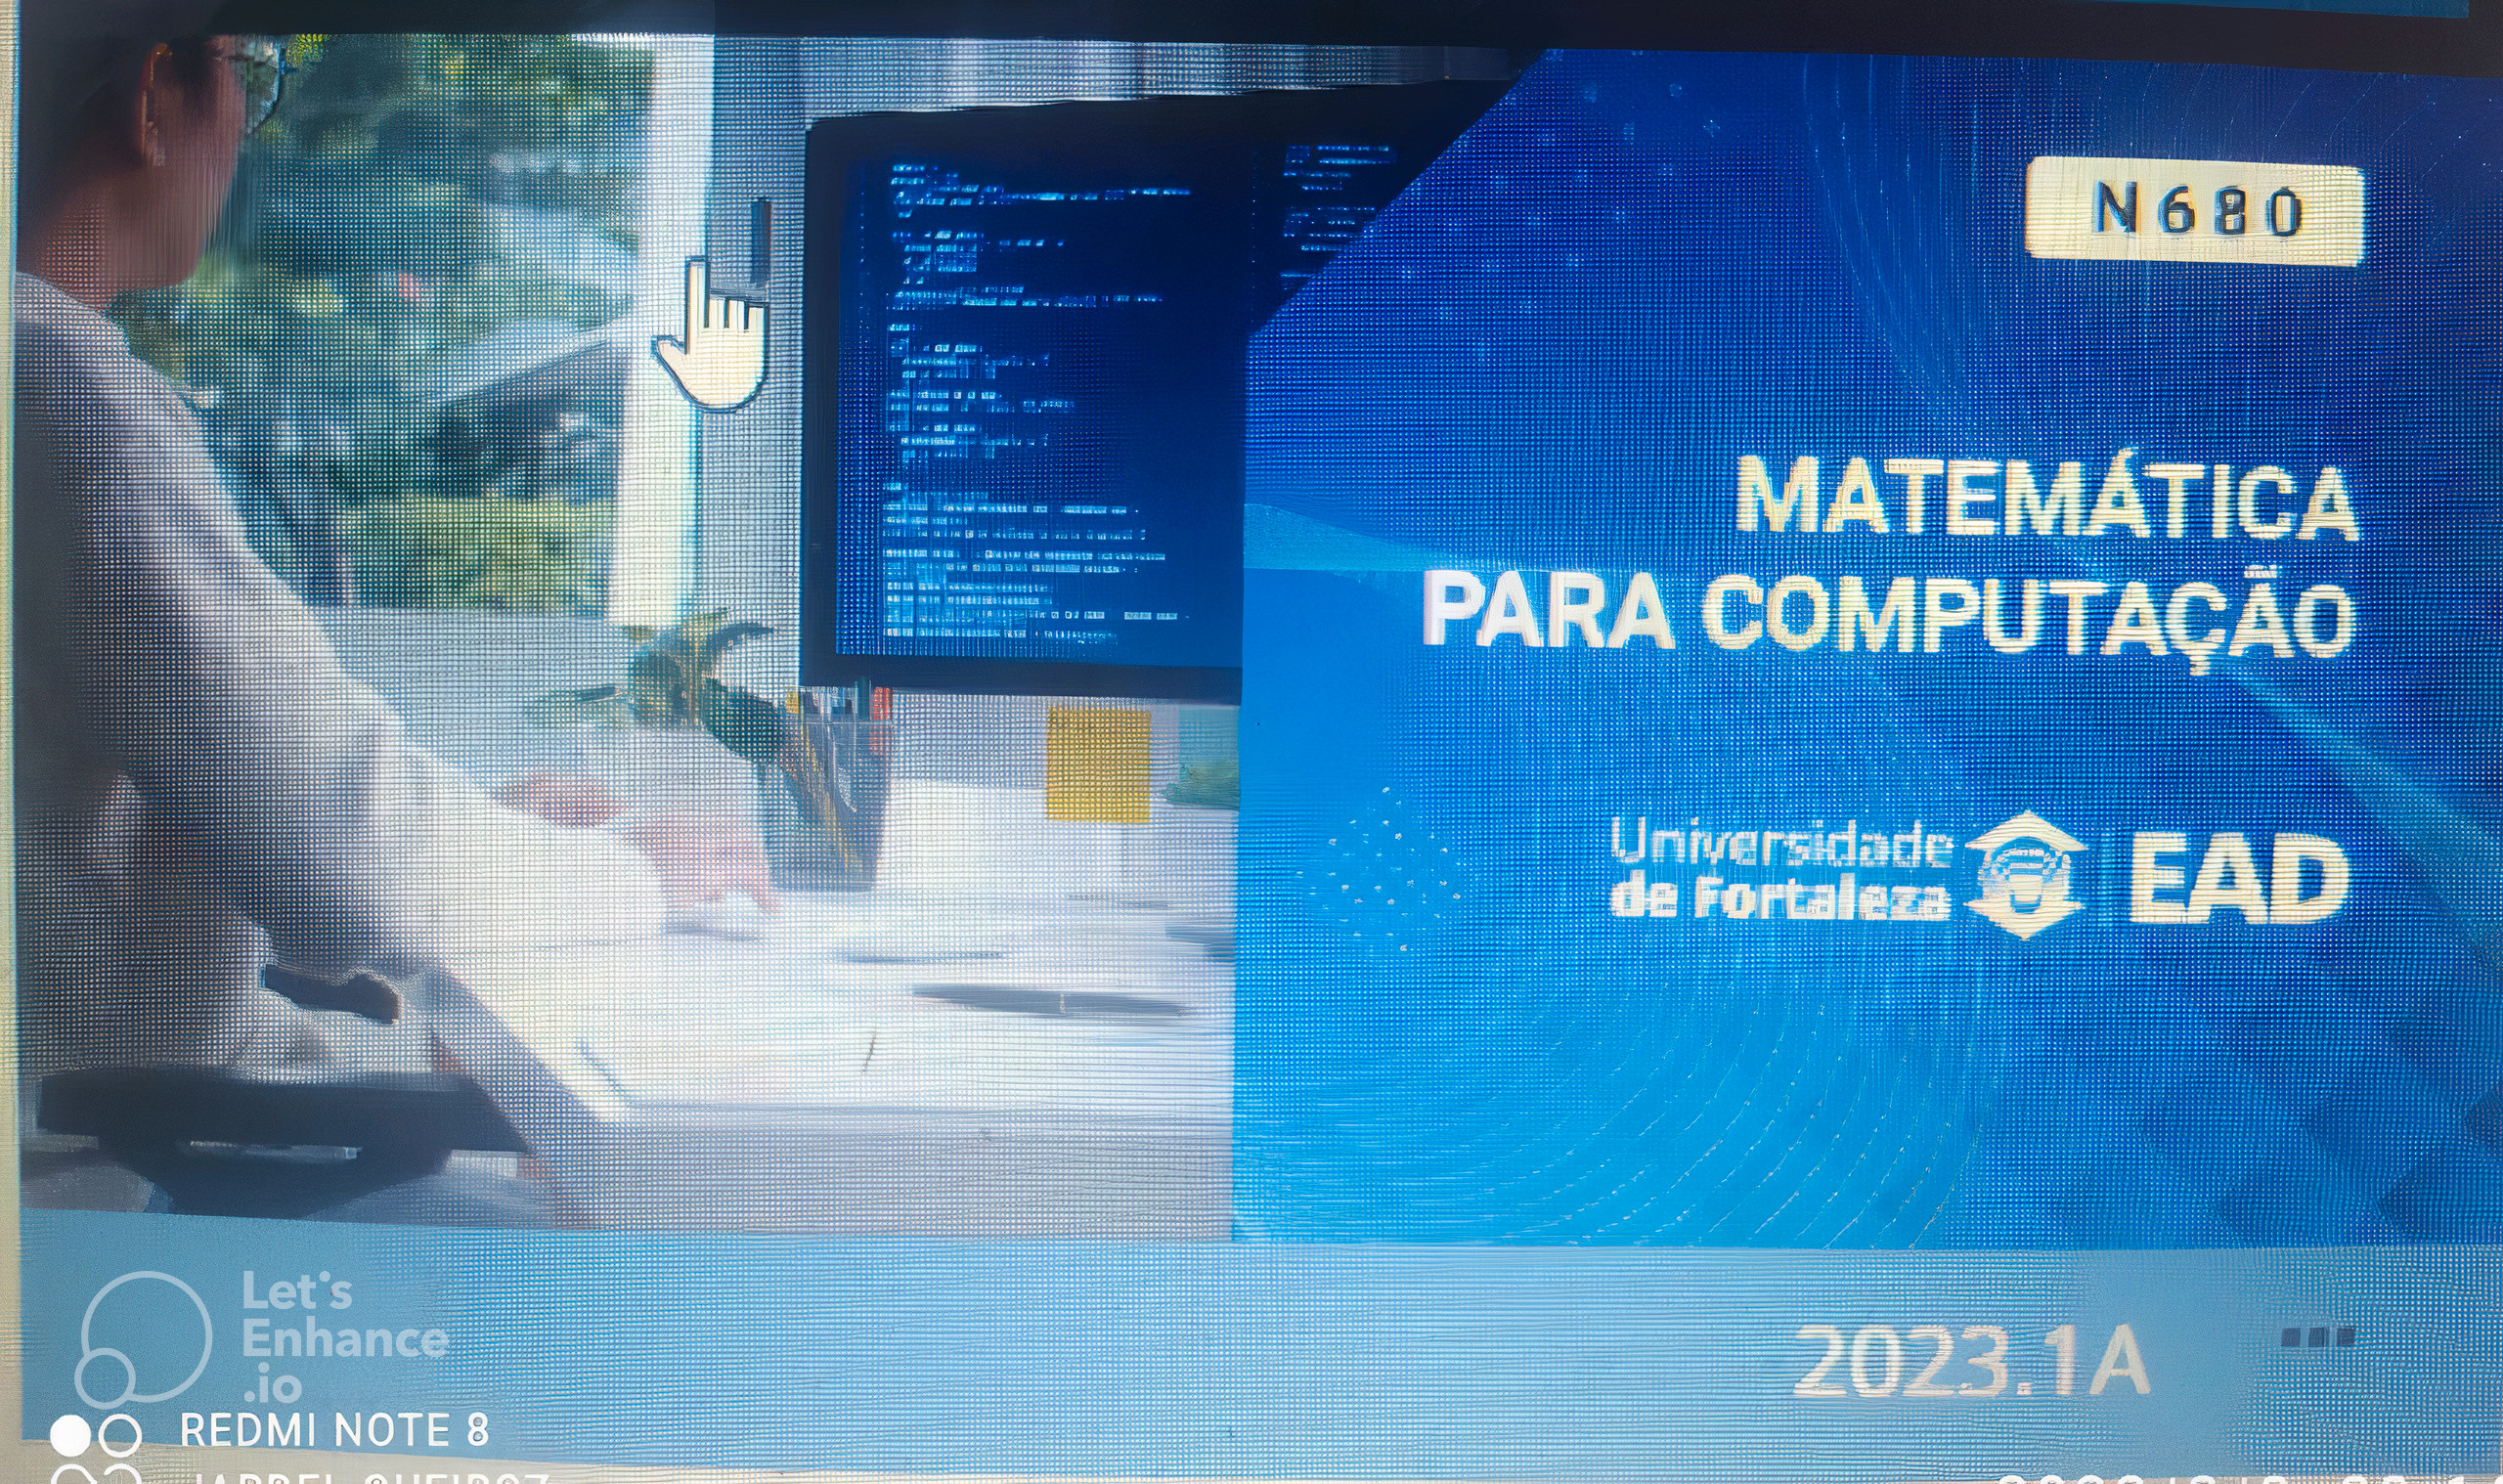 N680
MATEMÁTICA
PARA COMPUTAÇÃO
Universidade
de Fortaleza
EAD
2023.1A
Let's
Enhance
.io
REDMI NOTE 8